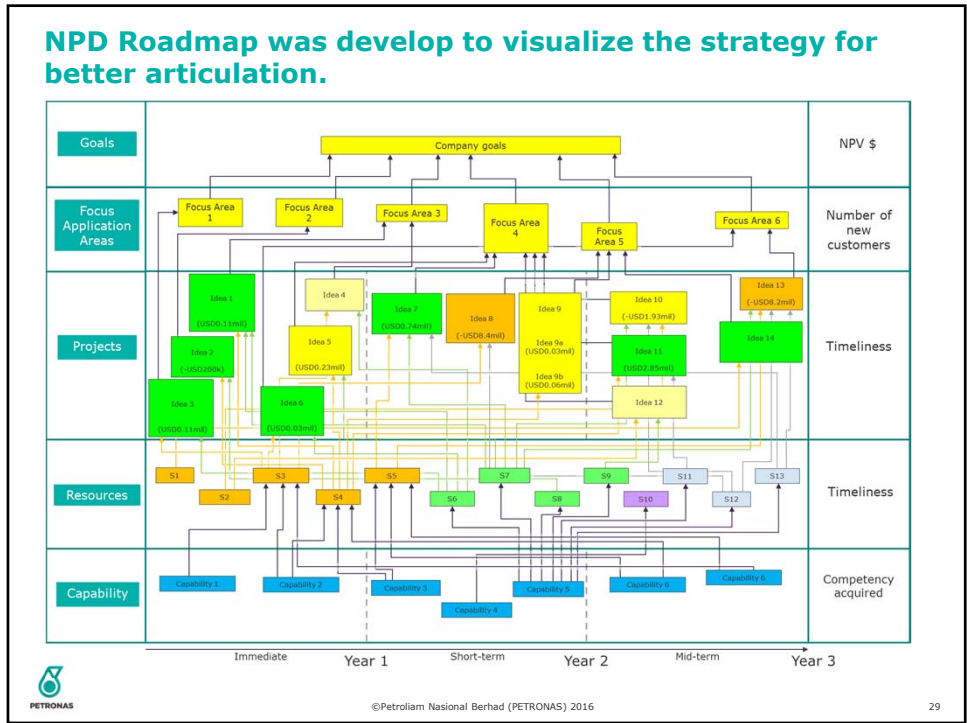 NPD Roadmap was develop to visualize the strategy for
better articulation.
Goals
Company goals
NPV $
Focus
Application
Areas
Focus Area
1
Focus Area
2
Focus Area 3
Focus Area
4
Focus
Area 5
Focus Area 6
Number of
new
customers
Projects
Idea 1
(USD0.11mil)
Idea 2
(-USD200k)
Idea 3
(USD0.11mil)
Idea 4
Idea 5
(USD0.23mil)
Idea 6
(USD0.03mil)
Idea 7
(USD0.74mil)
Idea 8
(-USD8.4mil)
Idea 9
Idea 9a
(USD0.03mil)
Idea 9b
(USD0.06mil)
Idea 10
(-USD1.93mil)
Idea 11
(USD2.85mil)
Idea 12
Idea 13
(-USD8.2mil)
Idea 14
Timeliness
Resources
S1
S2
S3
S4
S5
S6
S7
S8
S9
S10
S11
S12
S13
Timeliness
Capability
Capability 1
Capability 2
Capability 3
Capability 4
Capability 5
Capability 6
Capability 6
Competency
acquired
Immediate
Year 1
Short-term
Year 2
Mid-term
Year 3
PETRONAS
©Petroliam Nasional Berhad (PETRONAS) 2016
29